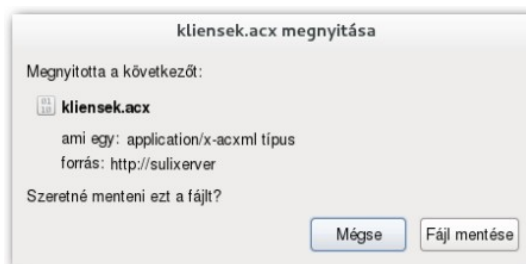 kliensek.acx megnyitása
Megnyitotta a következőt:
kliensek.acx
ami egy: application/x-acxml típus
forrás: http://sulixerver
Szeretné menteni ezt a fájlt?
Mégse Fájl mentése